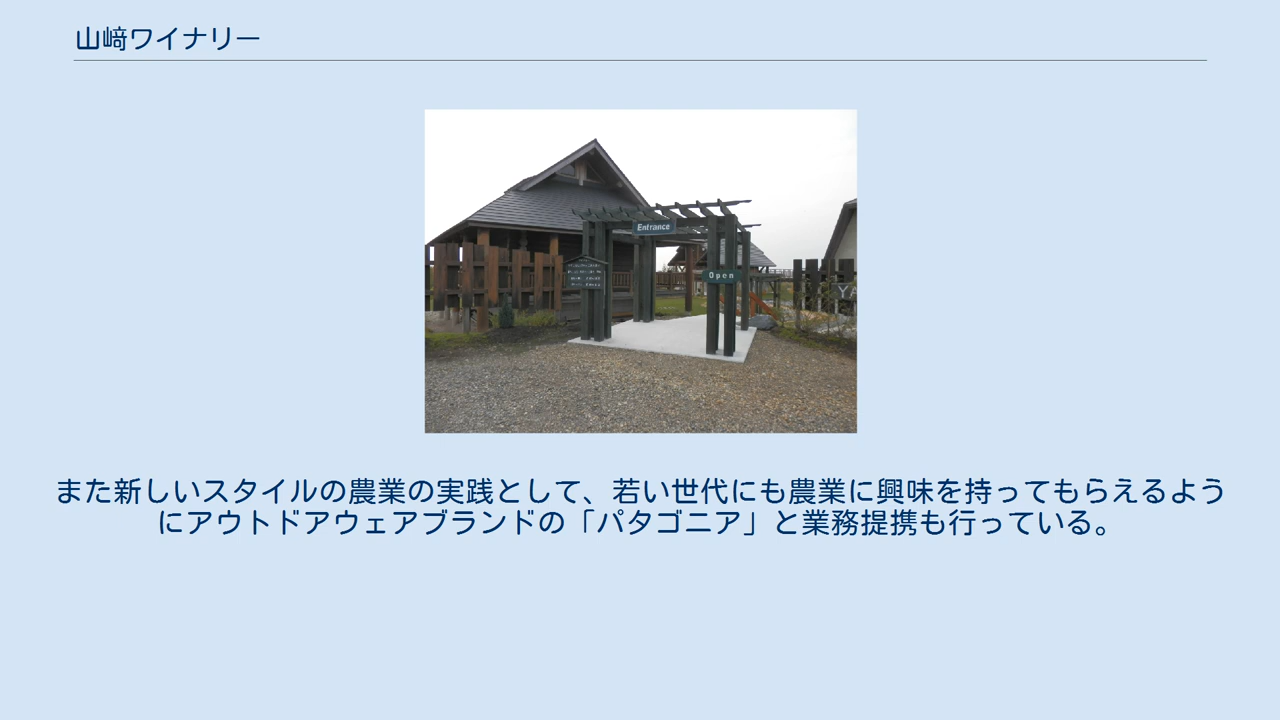 山﨑ワイナリー
Entrance
Open
YA
また新しいスタイルの農業の実践として、若い世代にも農業に興味を持ってもらえるよう
にアウトドアウェアブランドの「パタゴニア」と業務提携も行っている。